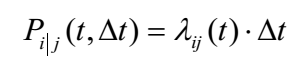 P_{i|j}(t, Δt) = λ_{ij}(t) · Δt